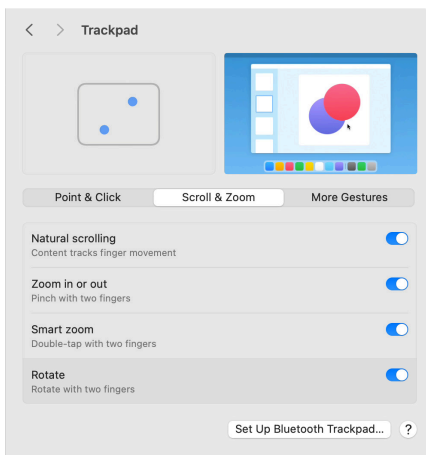 Trackpad
Point & Click
Scroll & Zoom
More Gestures
Natural scrolling
Content tracks finger movement
Zoom in or out
Pinch with two fingers
Smart zoom
Double-tap with two fingers
Rotate
Rotate with two fingers
Set Up Bluetooth Trackpad...
?